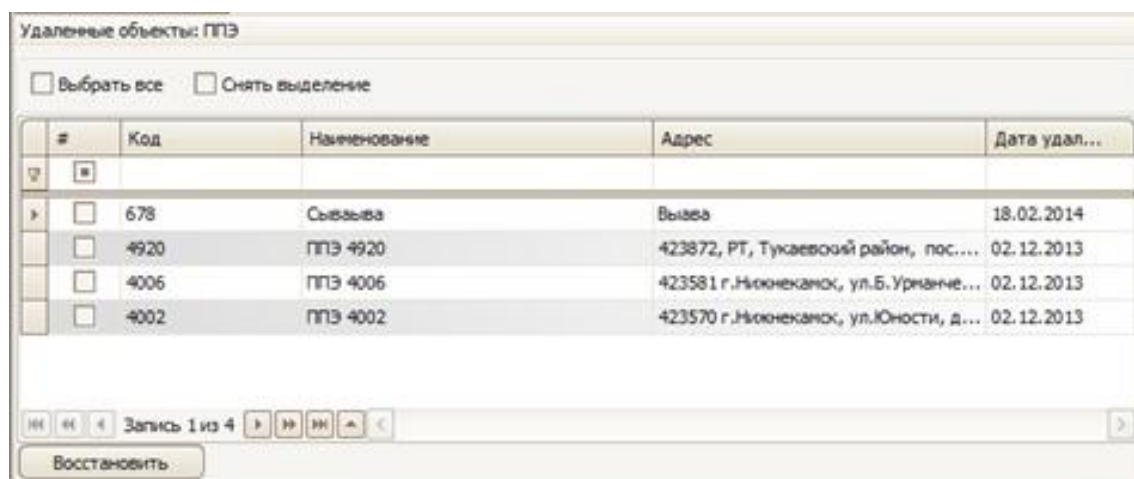 Удаленные объекты: ППЭ
Выбрать все Снять выделение
# Код Наименование Адрес Дата удал...
678 Сываыва Выава 18.02.2014
4920 ППЭ 4920 423872, РТ, Тукаевский район, пос.... 02.12.2013
4006 ППЭ 4006 423581 г.Нижнекамск, ул.Б.Урманче... 02.12.2013
4002 ППЭ 4002 423570 г.Нижнекамск, ул.Юности, д... 02.12.2013
Запись 1 из 4
Восстановить